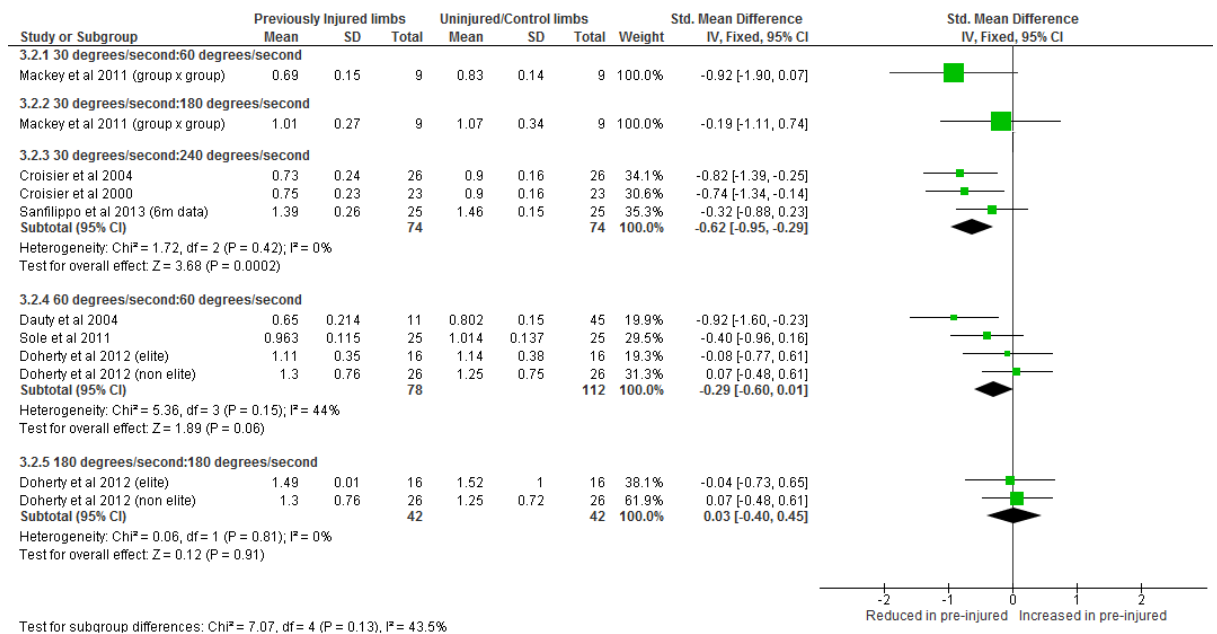 Previously Injured limbs Uninjured/Control limbs Std. Mean Difference Std. Mean Difference
Study or Subgroup Mean SD Total Mean SD Total Weight IV, Fixed, 95% CI IV, Fixed, 95% CI
3.2.1 30 degrees/second:60 degrees/second
Mackey et al 2011 (group x group) 0.69 0.15 9 0.83 0.14 9 100.0% -0.92 [-1.90, 0.07]
3.2.2 30 degrees/second:180 degrees/second
Mackey et al 2011 (group x group) 1.01 0.27 9 1.07 0.34 9 100.0% -0.19 [-1.11, 0.74]
3.2.3 30 degrees/second:240 degrees/second
Croisier et al 2004 0.73 0.24 26 0.9 0.16 26 34.1% -0.82 [-1.39, -0.25]
Croisier et al 2000 0.75 0.23 23 0.9 0.16 23 30.6% -0.74 [-1.34, -0.14]
Sanfilippo et al 2013 (6m data) 1.39 0.26 25 1.46 0.15 25 35.3% -0.32 [-0.88, 0.23]
Subtotal (95% CI) 74 74 100.0% -0.62 [-0.95, -0.29]
Heterogeneity: Chi² = 1.72, df = 2 (P = 0.42); I² = 0%
Test for overall effect: Z = 3.68 (P = 0.0002)
3.2.4 60 degrees/second:60 degrees/second
Dauty et al 2004 0.65 0.214 11 0.802 0.15 45 19.9% -0.92 [-1.60, -0.23]
Sole et al 2011 0.963 0.115 25 1.014 0.137 25 29.5% -0.40 [-0.96, 0.16]
Doherty et al 2012 (elite) 1.11 0.35 16 1.14 0.38 16 19.3% -0.08 [-0.77, 0.61]
Doherty et al 2012 (non elite) 1.3 0.76 26 1.25 0.75 26 31.3% 0.07 [-0.48, 0.61]
Subtotal (95% CI) 78 112 100.0% -0.29 [-0.60, 0.01]
Heterogeneity: Chi² = 5.36, df = 3 (P = 0.15); I² = 44%
Test for overall effect: Z = 1.89 (P = 0.06)
3.2.5 180 degrees/second:180 degrees/second
Doherty et al 2012 (elite) 1.49 0.01 16 1.52 1 16 38.1% -0.04 [-0.73, 0.65]
Doherty et al 2012 (non elite) 1.3 0.76 26 1.25 0.72 26 61.9% 0.07 [-0.48, 0.61]
Subtotal (95% CI) 42 42 100.0% 0.03 [-0.40, 0.45]
Heterogeneity: Chi² = 0.06, df = 1 (P = 0.81); I² = 0%
Test for overall effect: Z = 0.12 (P = 0.91)
-2 -1 0 1 2
Reduced in pre-injured Increased in pre-injured
Test for subgroup differences: Chi² = 7.07, df = 4 (P = 0.13), I² = 43.5%